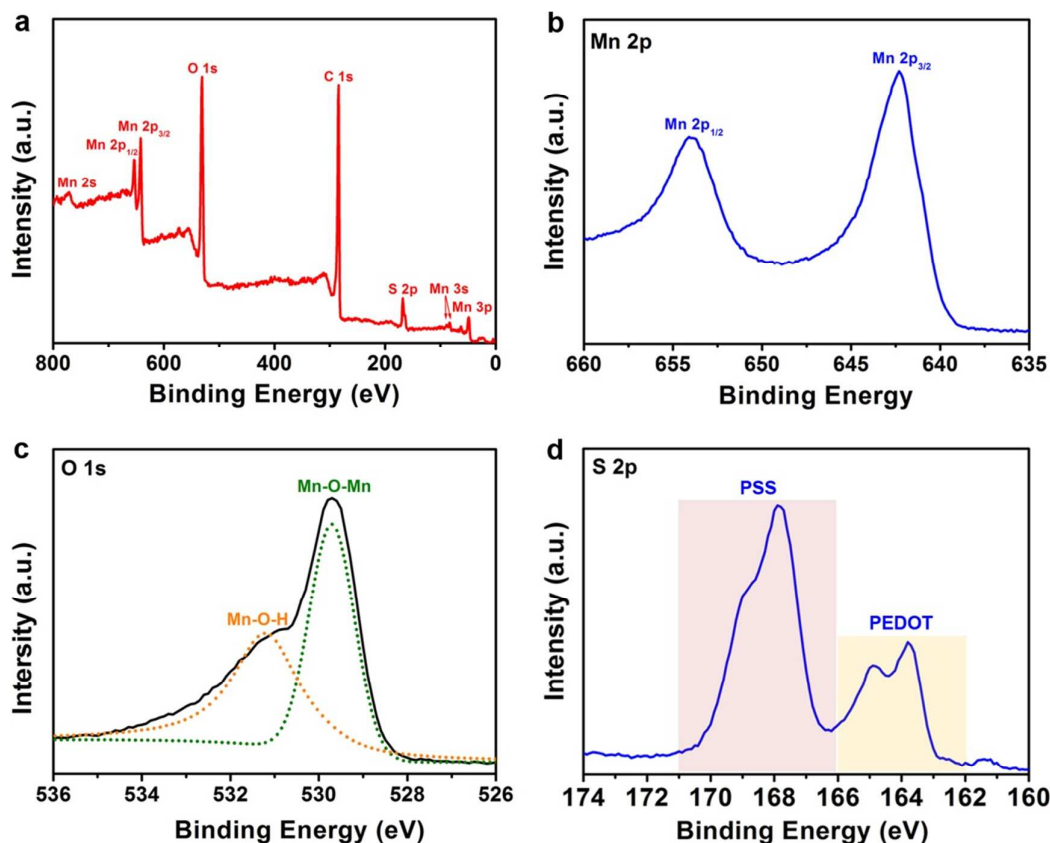 a
Mn 2s
Mn 2p1/2
Mn 2p3/2
O 1s
C 1s
S 2p
Mn 3s
Mn 3p
Intensity (a.u.)
800 600 400 200 0
Binding Energy (eV)
b
Mn 2p
Mn 2p1/2
Mn 2p3/2
Intensity (a.u.)
660 655 650 645 640 635
Binding Energy
c
O 1s
Mn-O-Mn
Mn-O-H
Intersity (a.u.)
536 534 532 530 528 526
Binding Energy (eV)
d
S 2p
PSS
PEDOT
Intensity (a.u.)
174 172 170 168 166 164 162 160
Binding Energy (eV)